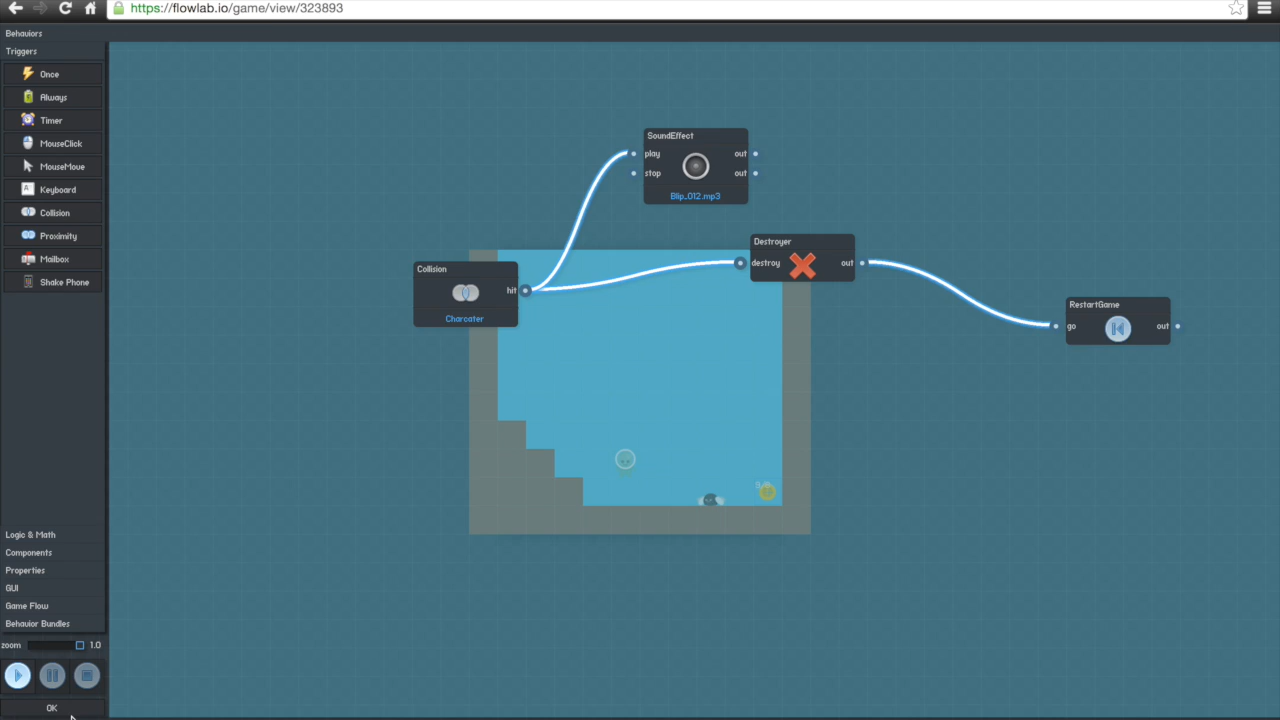 https://flowlab.io/game/view/323893
Behaviors
Triggers
Once
Always
Timer
MouseClick
MouseMove
Keyboard
Collision
Proximity
Mailbox
Shake Phone
Logic & Math
Components
Properties
GUI
Game Flow
Behavior Bundles
zoom 1.0
OK
SoundEffect
play out
stop out
Blip_012.mp3
Collision
hit
Charcater
Destroyer
destroy out
RestartGame
go out